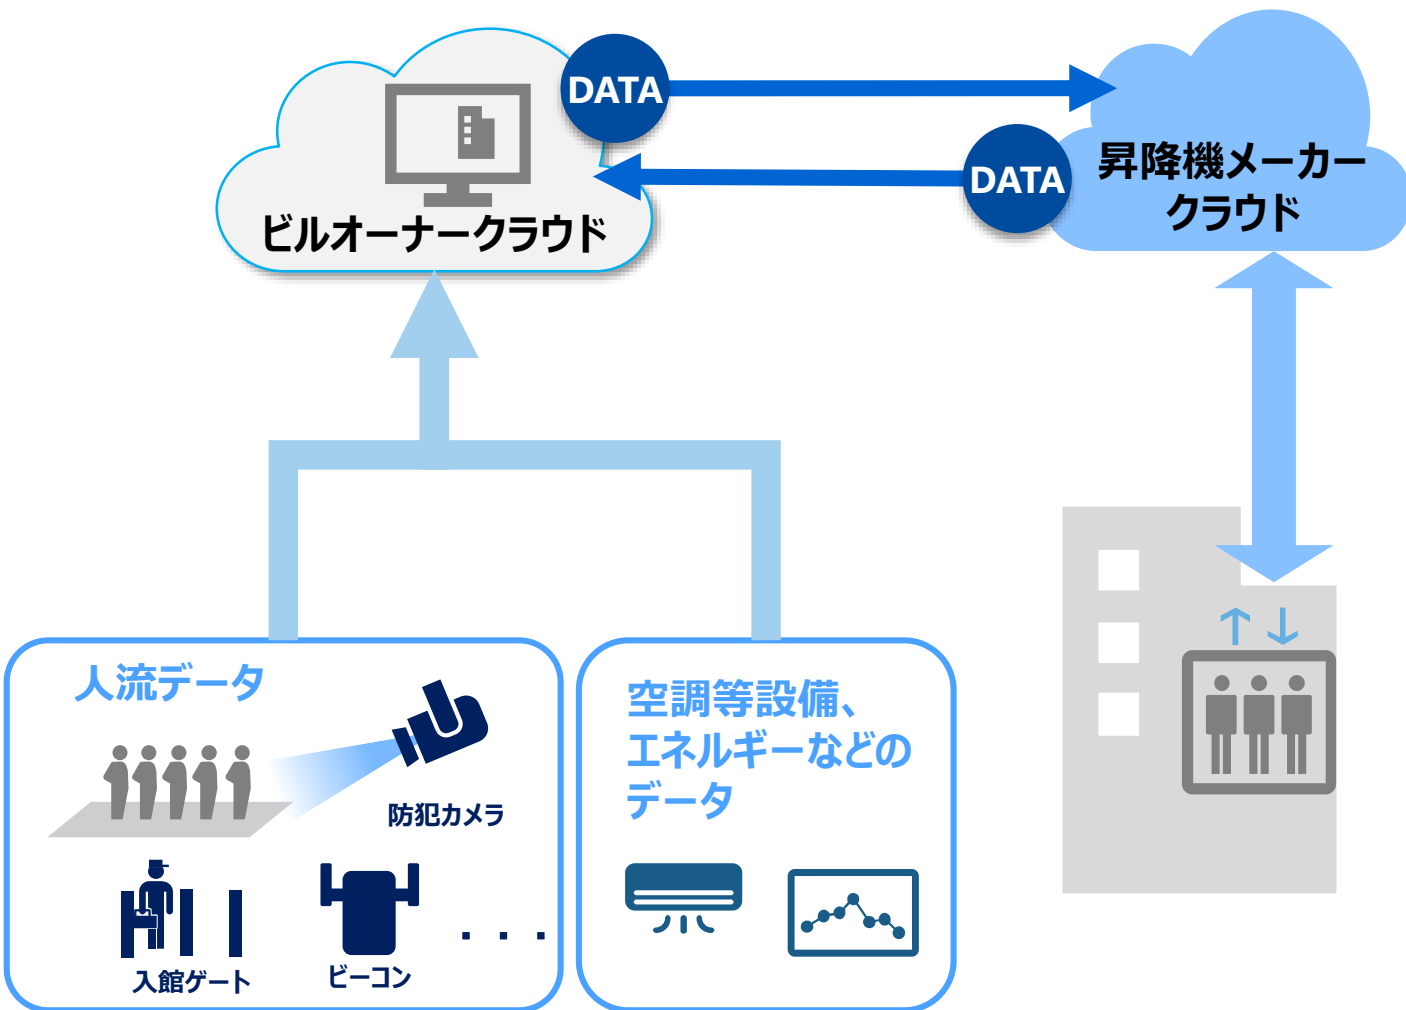 DATA
DATA
ビルオーナークラウド
昇降機メーカー
クラウド
人流データ
防犯カメラ
入館ゲート
ビーコン
・・・
空調等設備、
エネルギーなどの
データ
↑↓